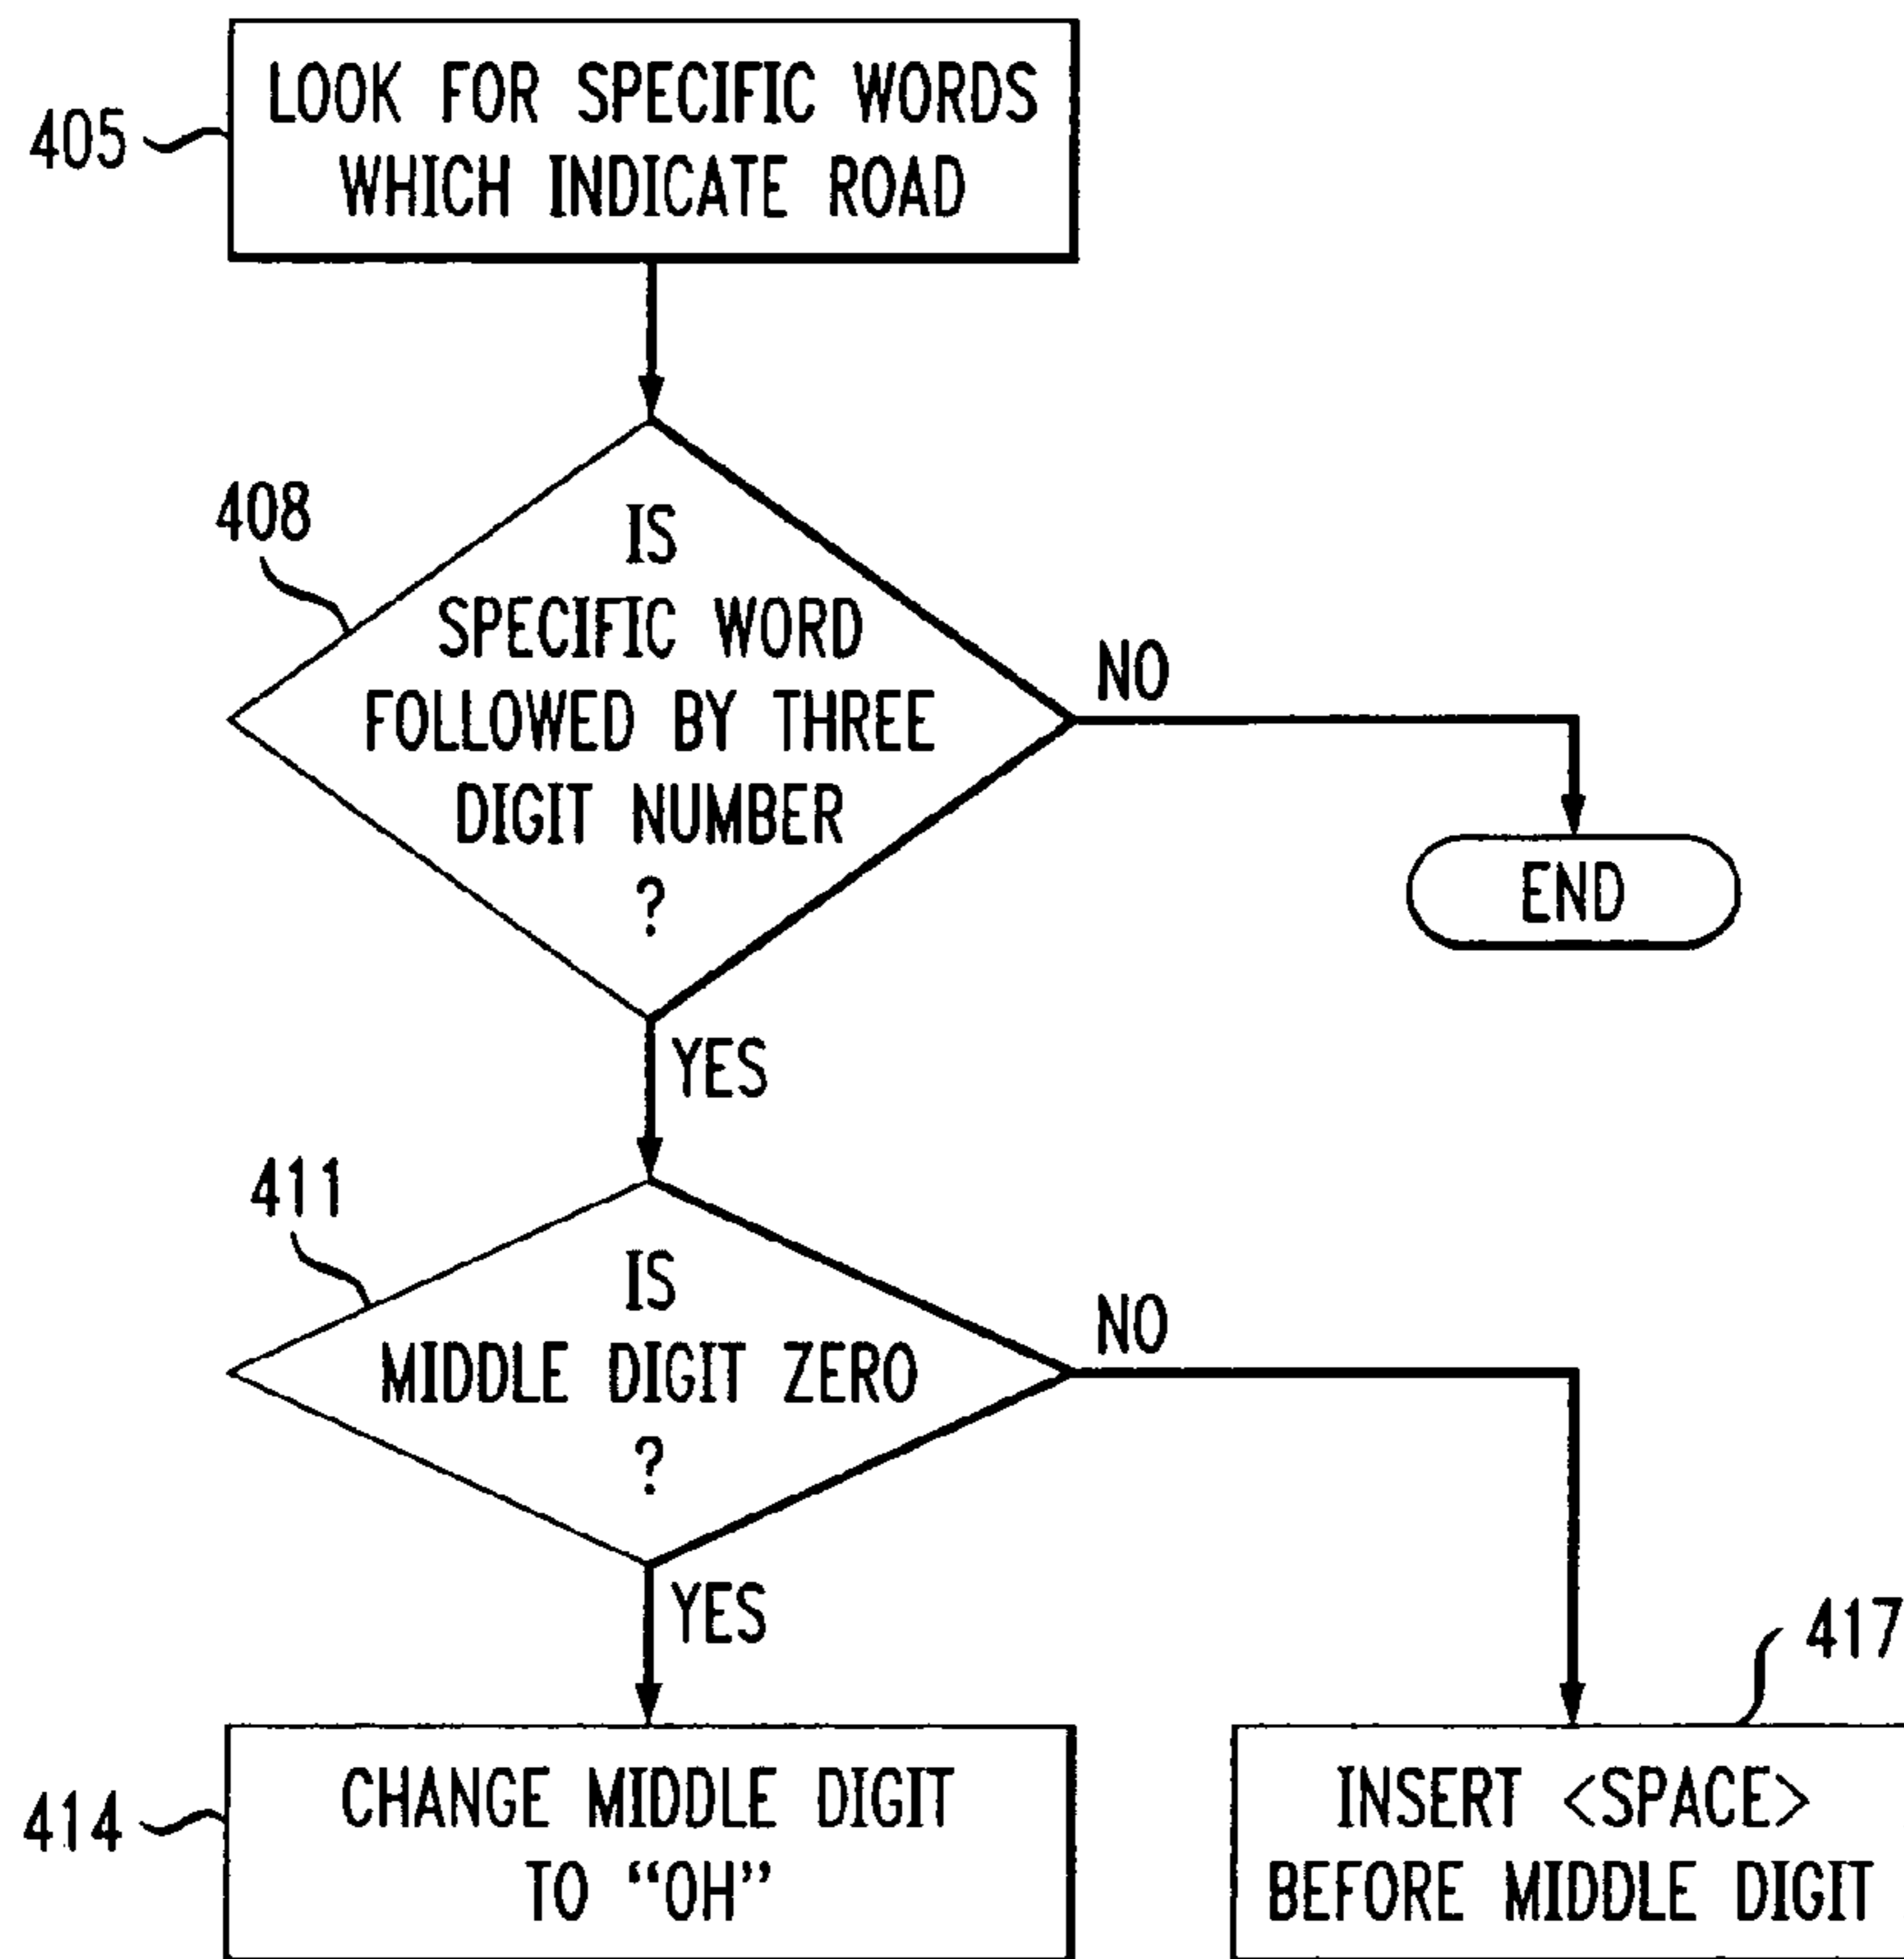 405
LOOK FOR SPECIFIC WORDS
WHICH INDICATE ROAD
408
IS
SPECIFIC WORD
FOLLOWED BY THREE
DIGIT NUMBER
?
NO
END
YES
411
IS
MIDDLE DIGIT ZERO
?
NO
YES
414
CHANGE MIDDLE DIGIT
TO “OH”
417
INSERT <SPACE>
BEFORE MIDDLE DIGIT